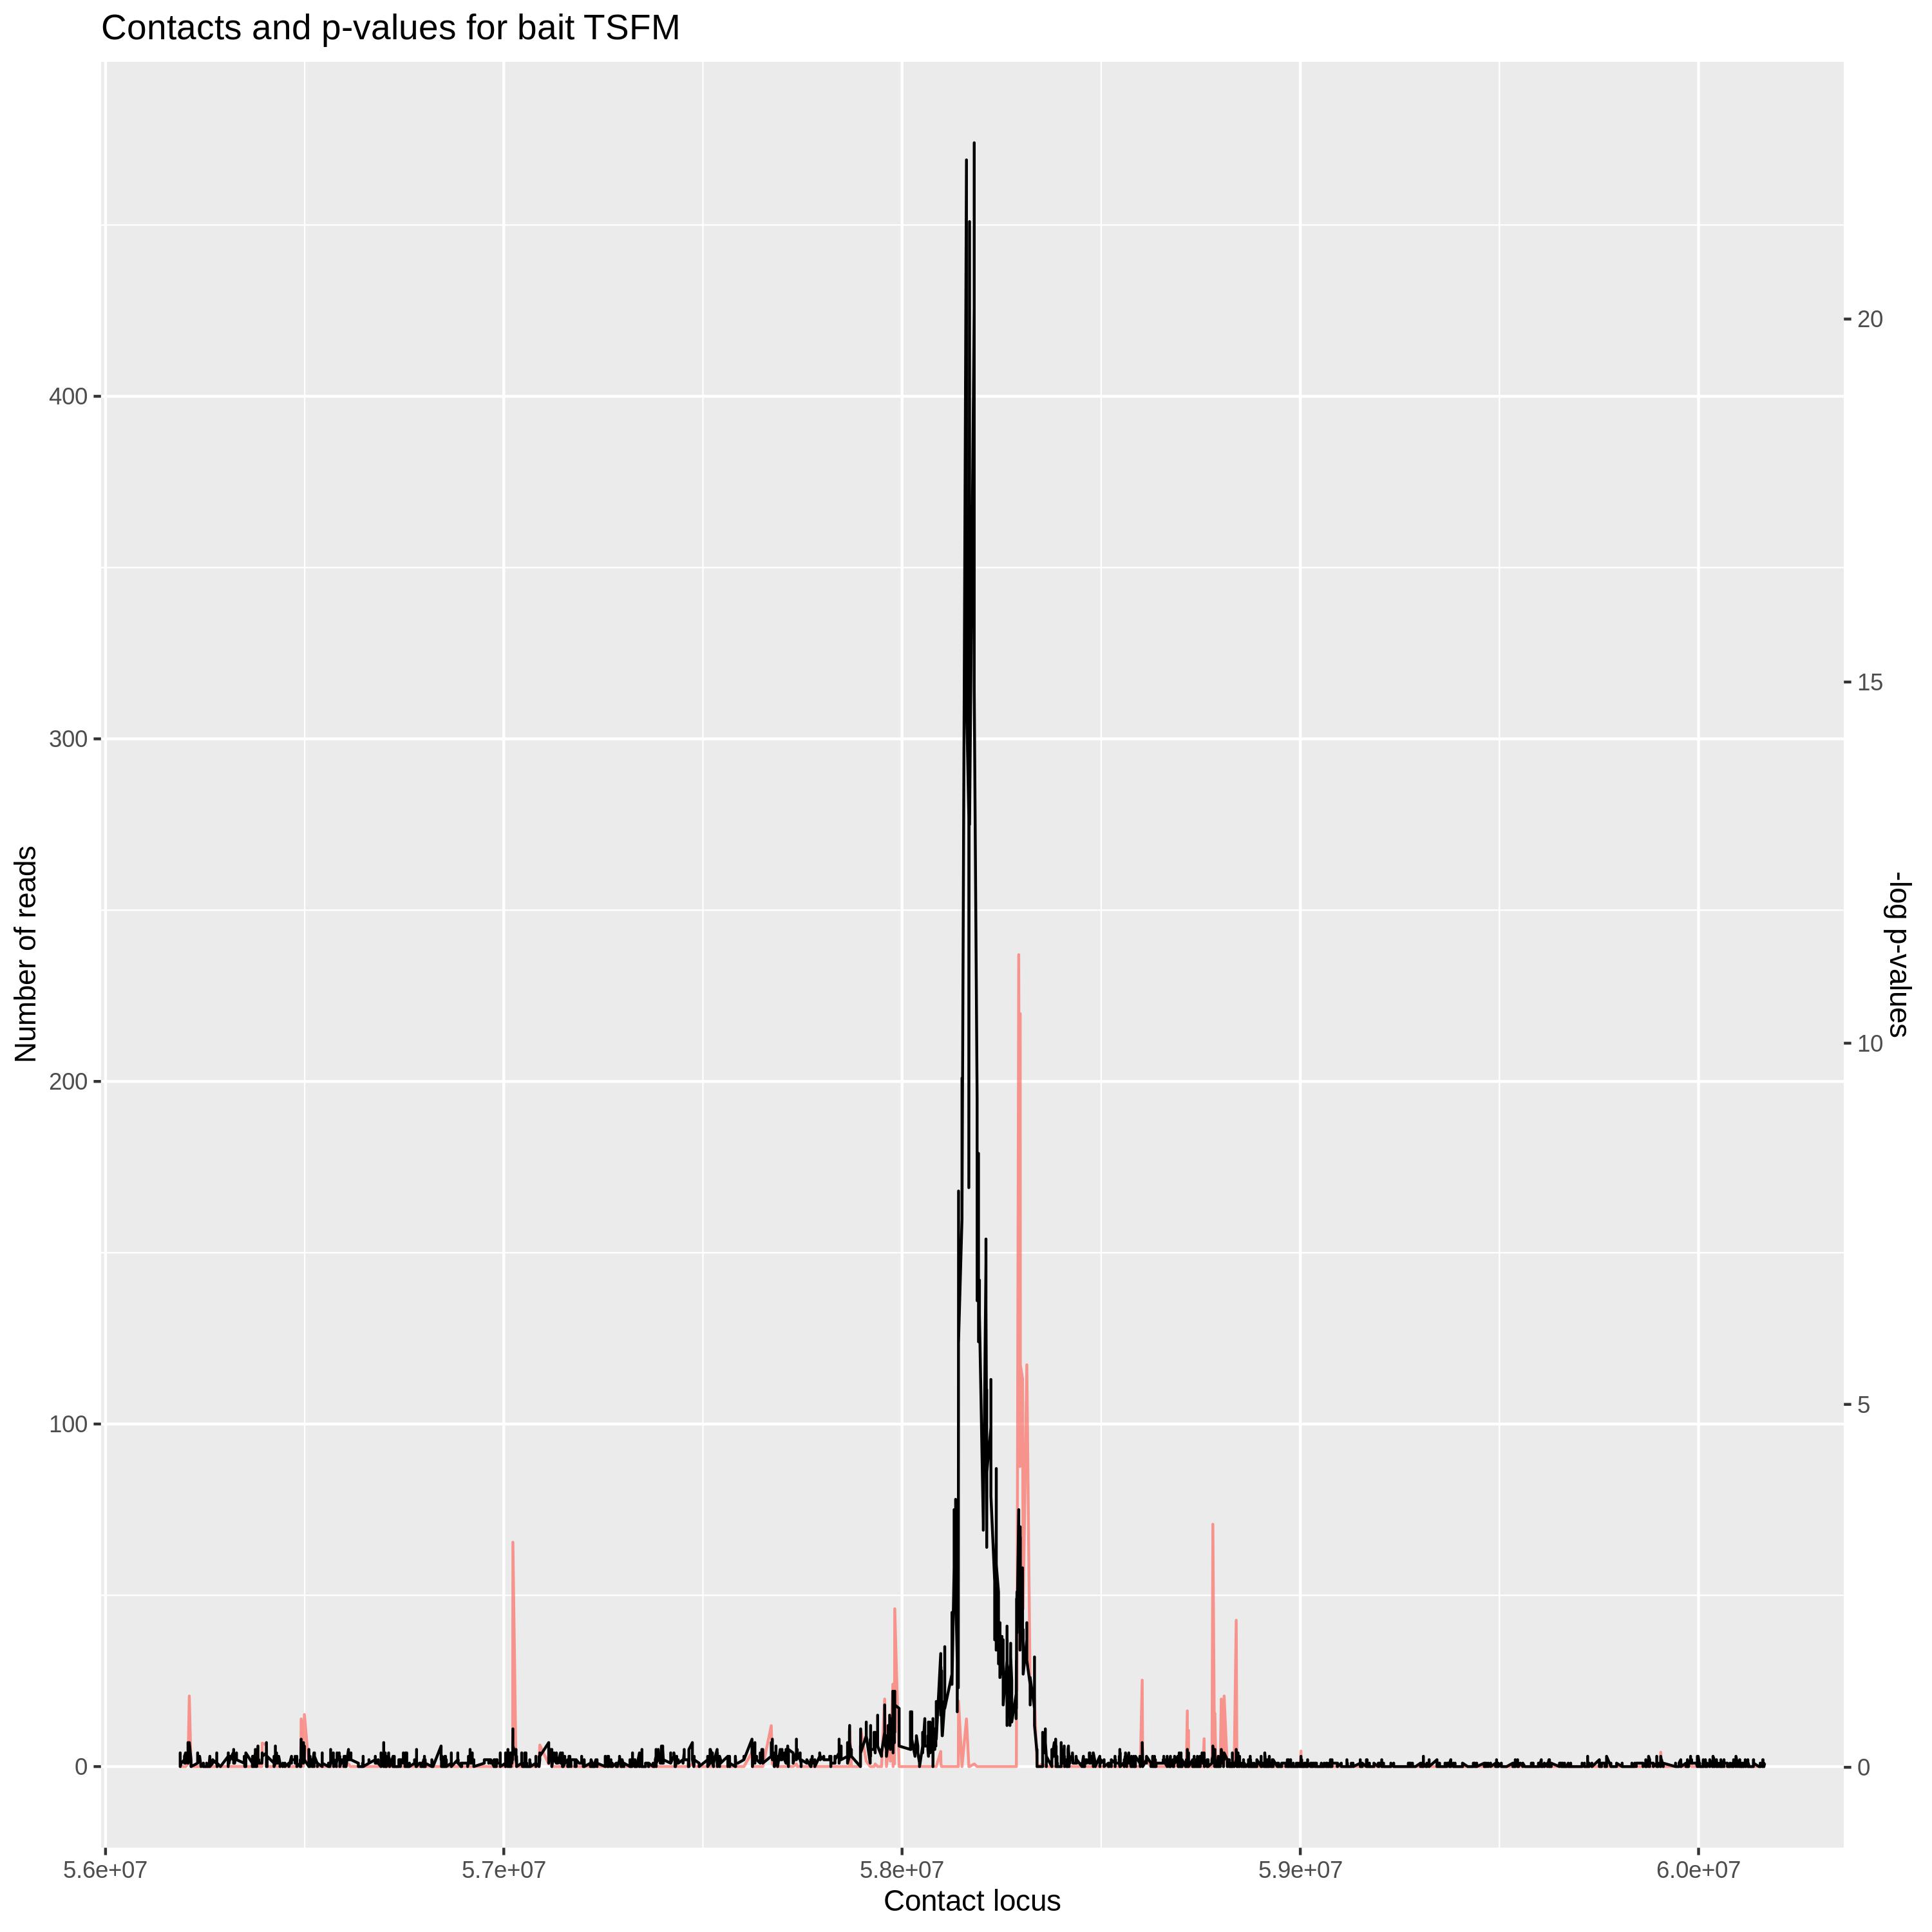 Contacts and p-values for bait TSFM
Number of reads
400
300
200
100
0
20
15
10
5
0
-log p-values
5.6e+07 5.7e+07 5.8e+07 5.9e+07 6.0e+07
Contact locus